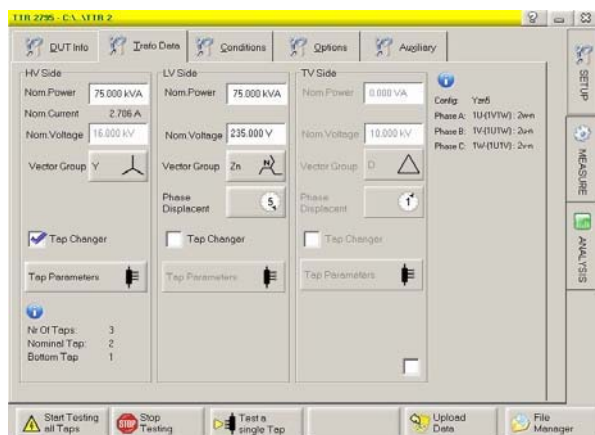 TTR 2795 - C:\..\TTR 2
DUT Info
Trafo Data
Conditions
Options
Auxiliary
SETUP
MEASURE
ANALYSIS
HV Side
Nom.Power 75.000 kVA
Nom.Current 2.706 A
Nom.Voltage 16.000 kV
Vector Group Y
Tap Changer
Tap Parameters
Nr Of Taps: 3
Nominal Tap: 2
Bottom Tap 1
LV Side
Nom.Power 75.000 kVA
Nom.Voltage 235.000 V
Vector Group Zn
Phase
Displacent 5
Tap Changer
Tap Parameters
TV Side
Nom Power 0.000 VA
Nom.Voltage 10.000 kV
Vector Group D
Phase
Displacent 1
Tap Changer
Tap Parameters
Config: Yzn5
Phase A: 1U-(1V1W) : 2w-n
Phase B: 1V-(1U1W) : 2u-n
Phase C: 1W-(1U1V) : 2v-n
Start Testing
all Taps
STOP
Stop
Testing
Test a
single Tap
Upload
Data
File
Manager